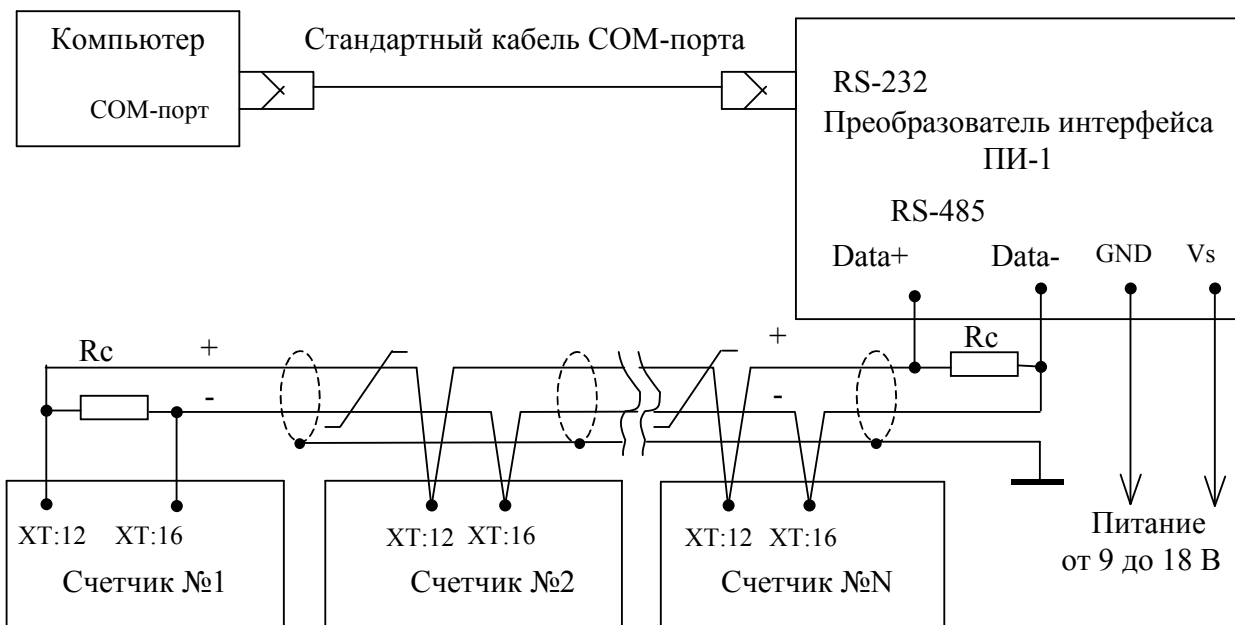 Компьютер
COM-порт
Стандартный кабель COM-порта
RS-232
Преобразователь интерфейса
ПИ-1
RS-485
Data+ Data- GND Vs
Rc + + Rc
- -
XT:12 XT:16 XT:12 XT:16 XT:12 XT:16
Счетчик №1 Счетчик №2 Счетчик №N
Питание
от 9 до 18 В